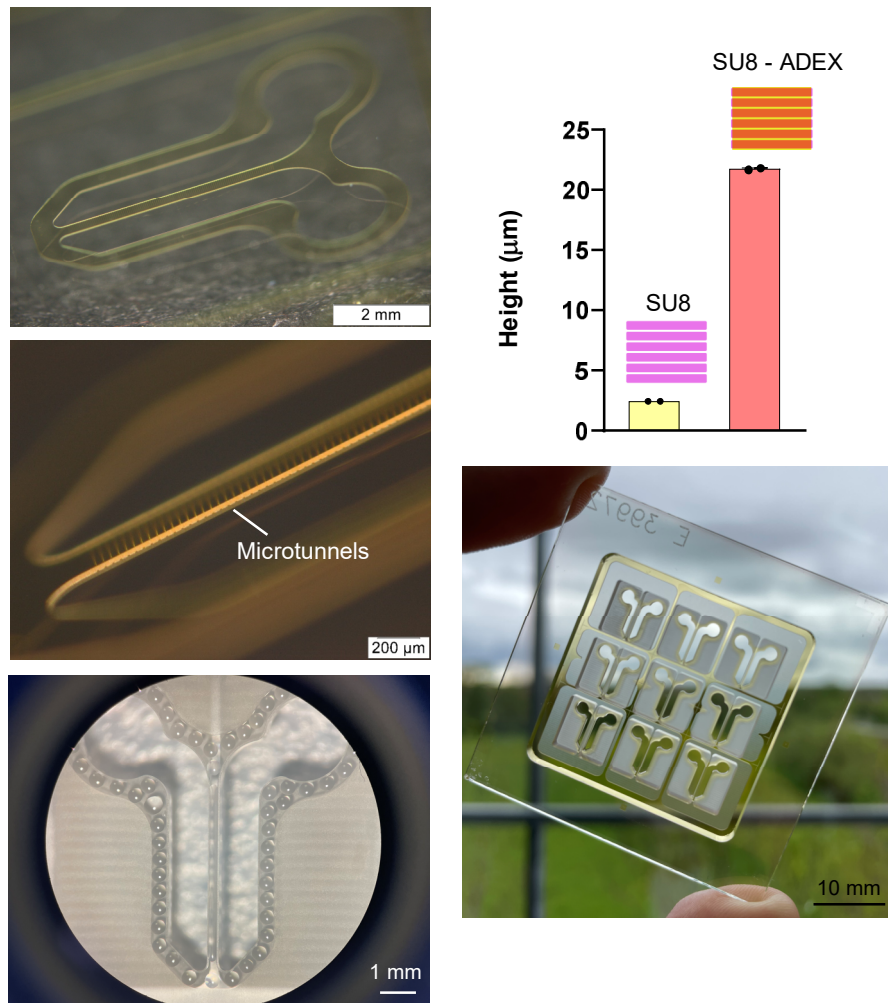 2 mm
Microtunnels
200 µm
1 mm
SU8 - ADEX
SU8
Height (μm)
25
20
15
10
5
0
E 39972
10 mm